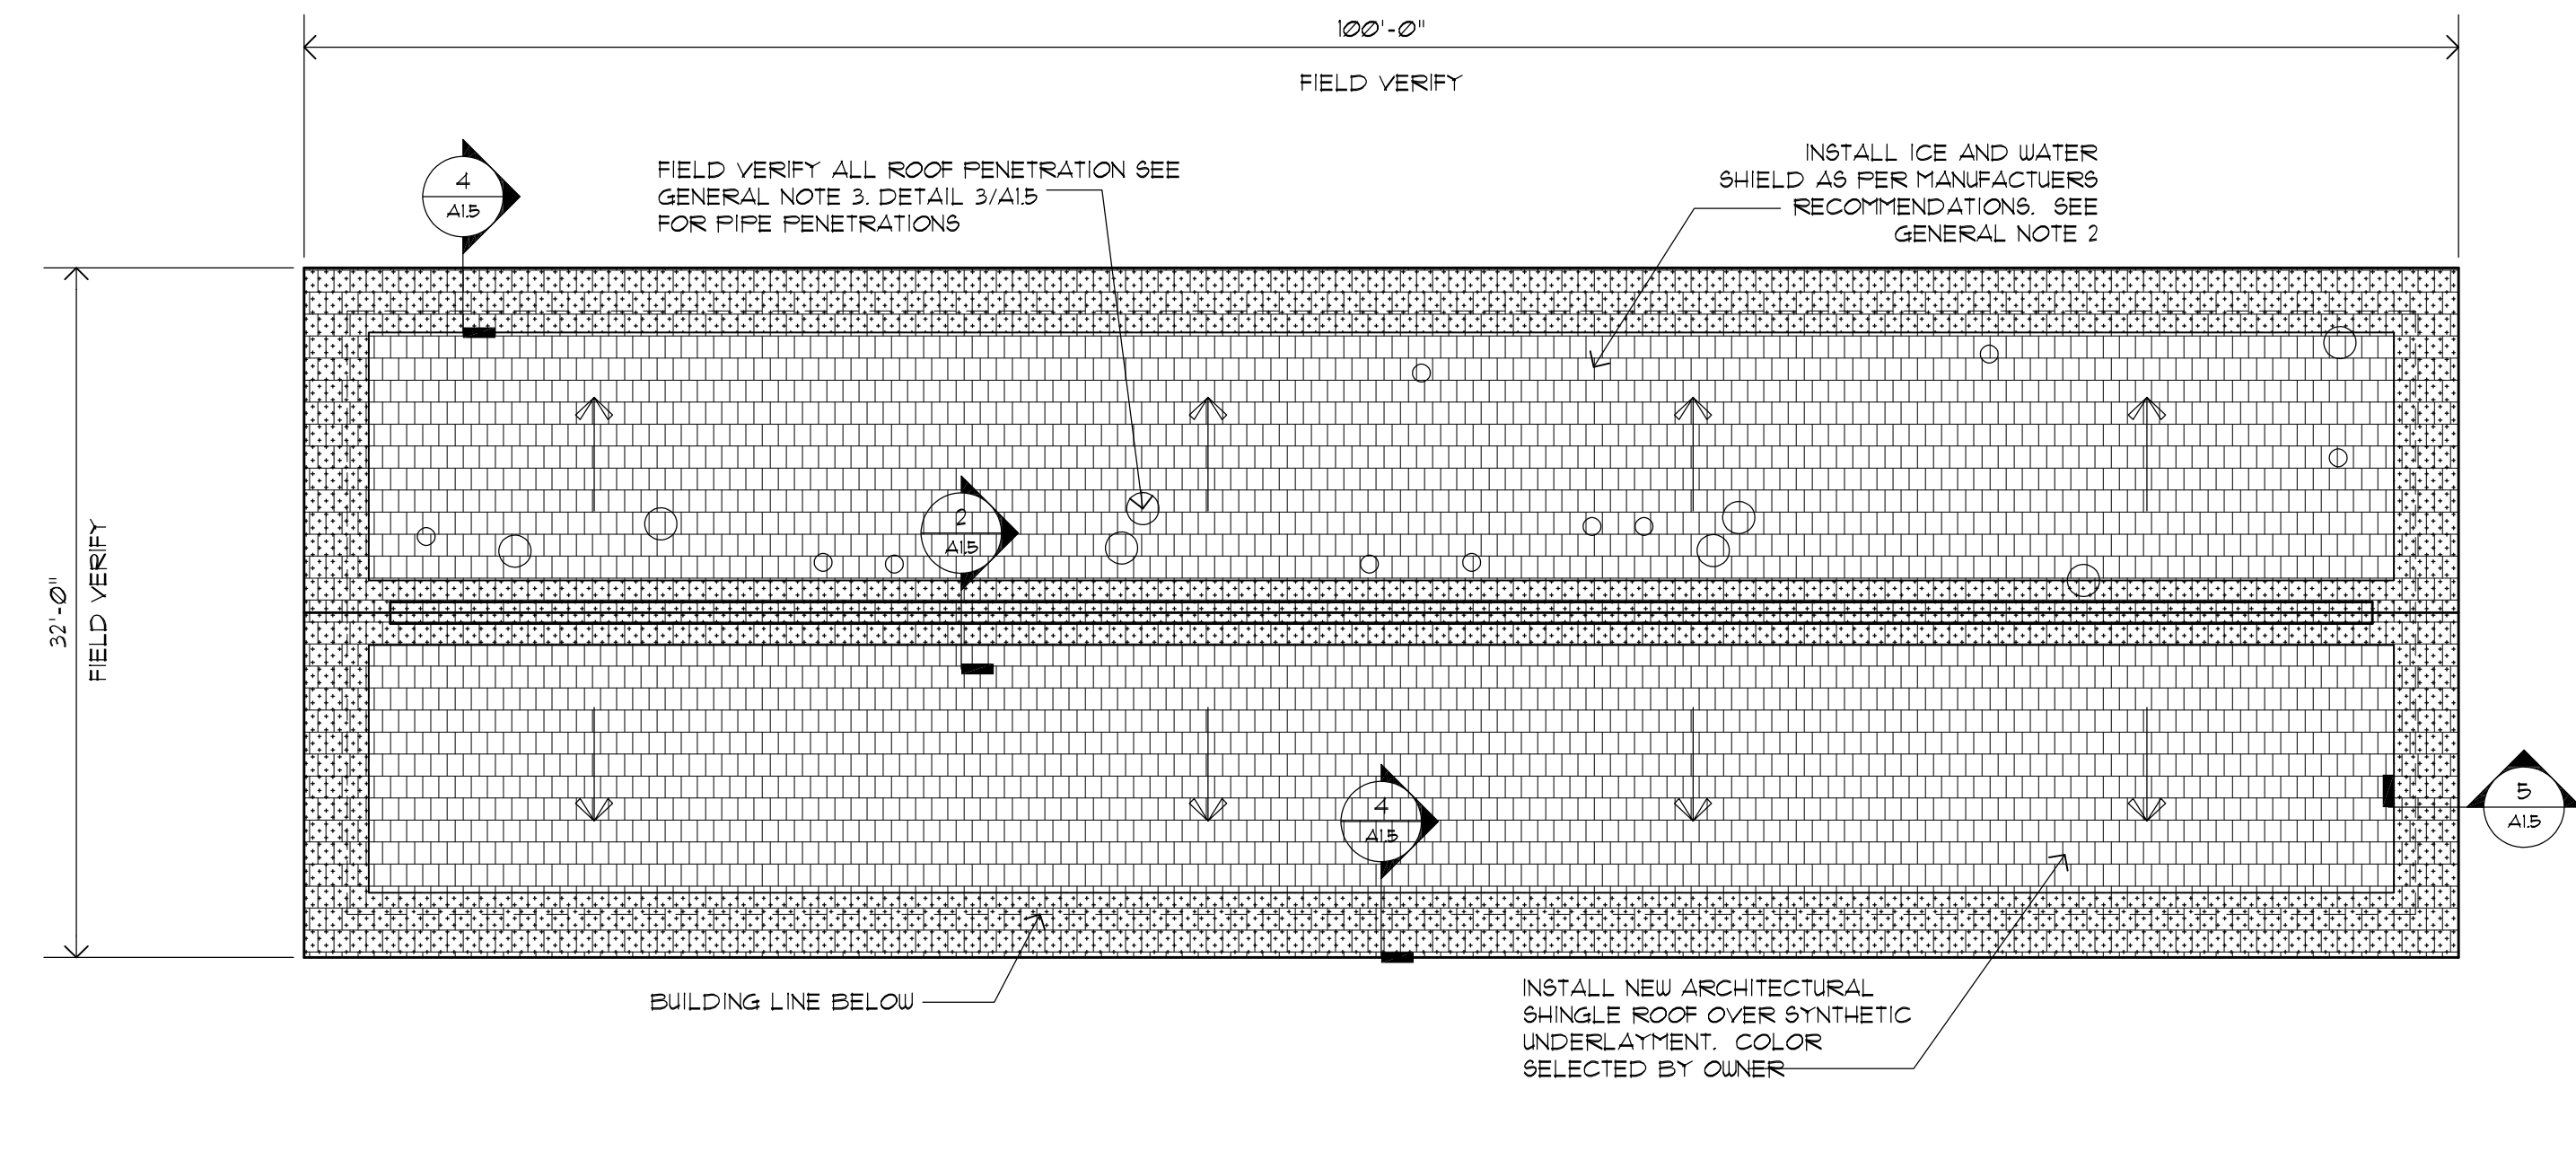 100'-0"
FIELD VERIFY
4
A1.5
FIELD VERIFY ALL ROOF PENETRATION SEE
GENERAL NOTE 3. DETAIL 3/A1.5
FOR PIPE PENETRATIONS
INSTALL ICE AND WATER
SHIELD AS PER MANUFACTUERS
RECOMMENDATIONS. SEE
GENERAL NOTE 2
32'-0"
FIELD VERIFY
2
A1.5
4
A1.5
5
A1.5
BUILDING LINE BELOW
INSTALL NEW ARCHITECTURAL
SHINGLE ROOF OVER SYNTHETIC
UNDERLAYMENT. COLOR
SELECTED BY OWNER